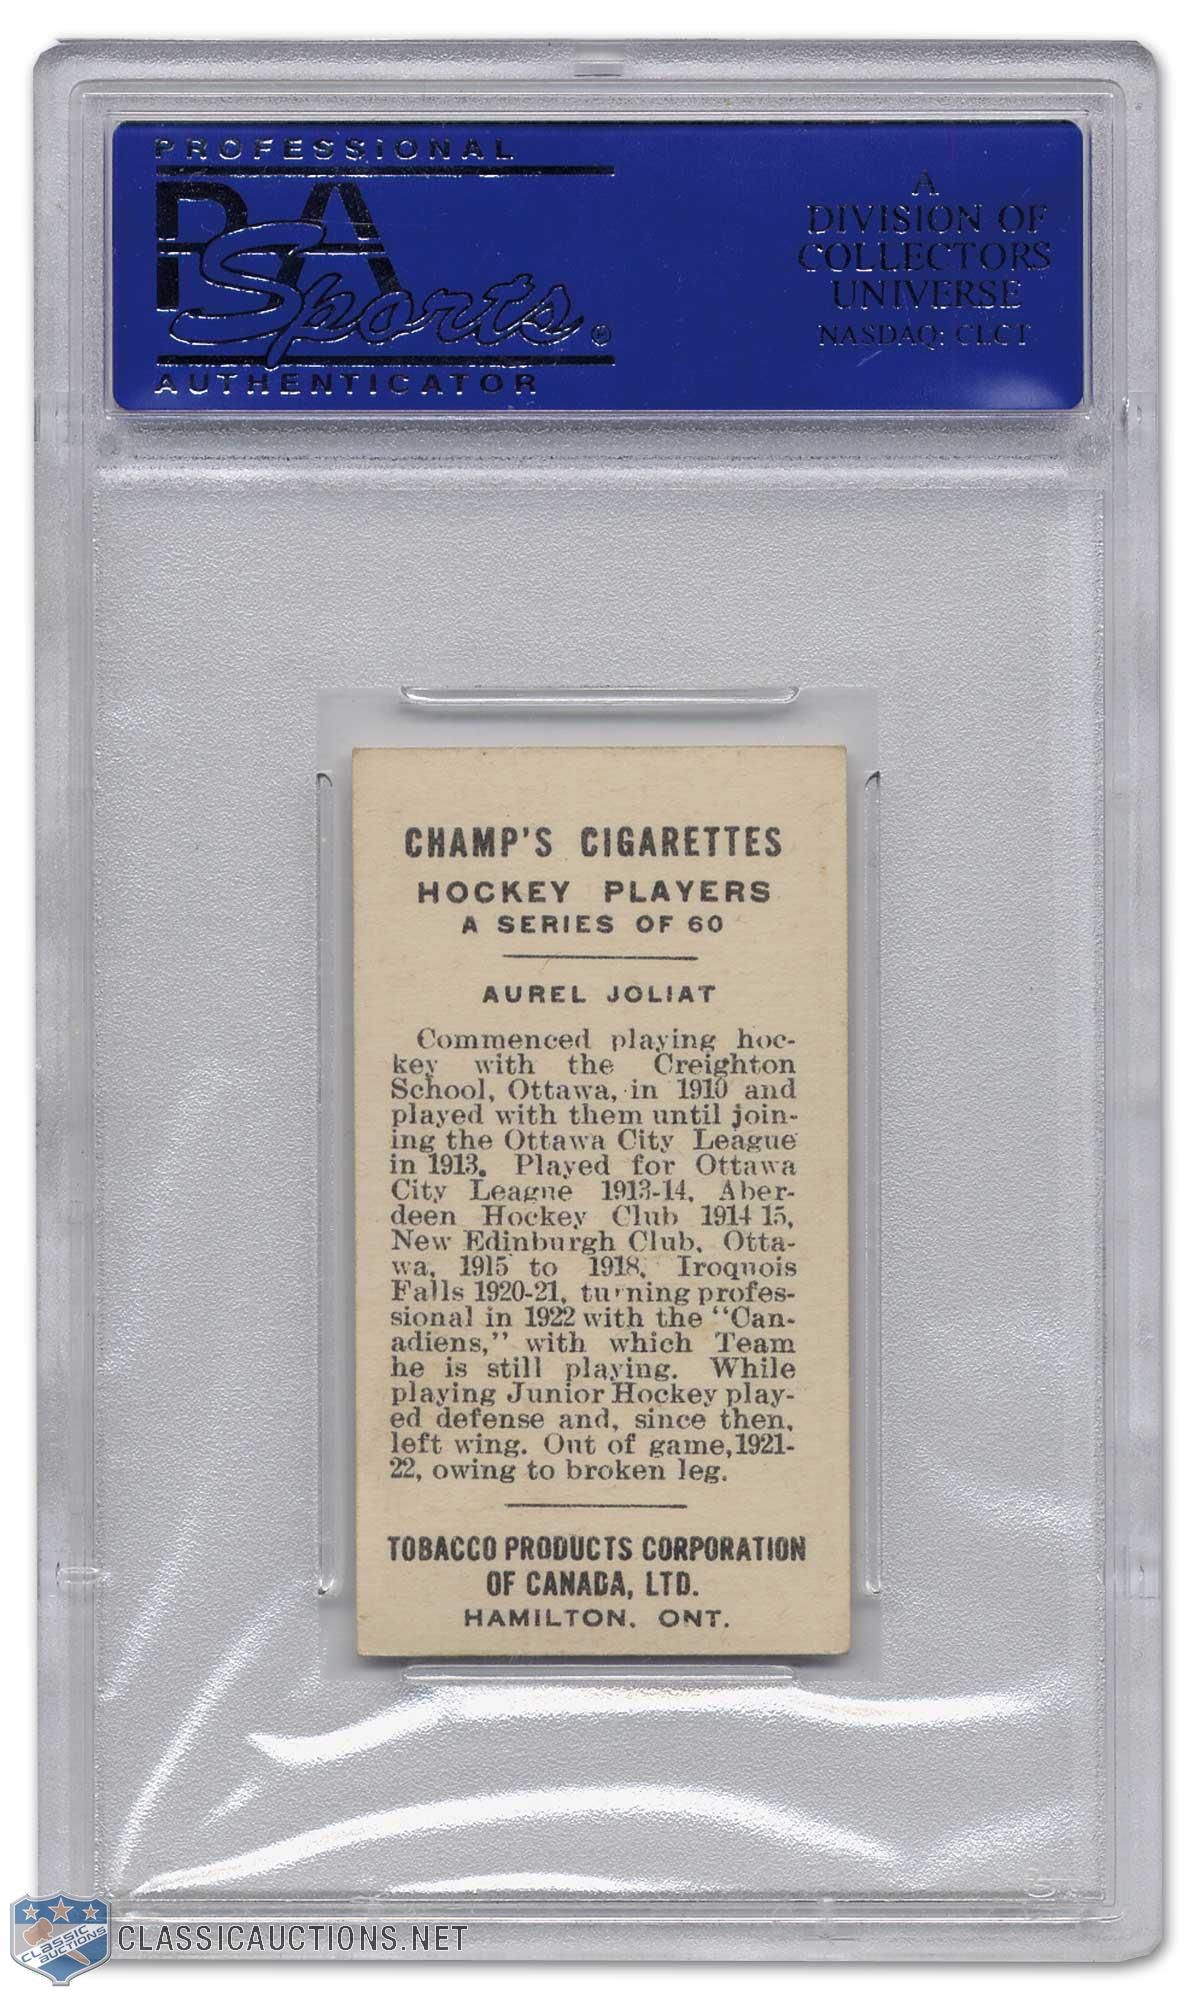 PROFESSIONAL
PSA
Sports
AUTHENTICATOR
A
DIVISION OF
COLLECTORS
UNIVERSE
NASDAQ: CLCT
CHAMP'S CIGARETTES
HOCKEY PLAYERS
A SERIES OF 60
AUREL JOLIAT
Commenced playing hoc-
key with the Creighton
School, Ottawa, in 1910 and
played with them until join-
ing the Ottawa City League
in 1913. Played for Ottawa
City League 1913-14, Aber-
deen Hockey Club 1914 15,
New Edinburgh Club, Otta-
wa, 1915 to 1918, Iroquois
Falls 1920-21, turning profes-
sional in 1922 with the "Can-
adiens," with which Team
he is still playing. While
playing Junior Hockey play-
ed defense and, since then,
left wing. Out of game, 1921-
22, owing to broken leg.
TOBACCO PRODUCTS CORPORATION
OF CANADA, LTD.
HAMILTON, ONT.
CLASSIC
AUCTIONS
CLASSICAUCTIONS.NET